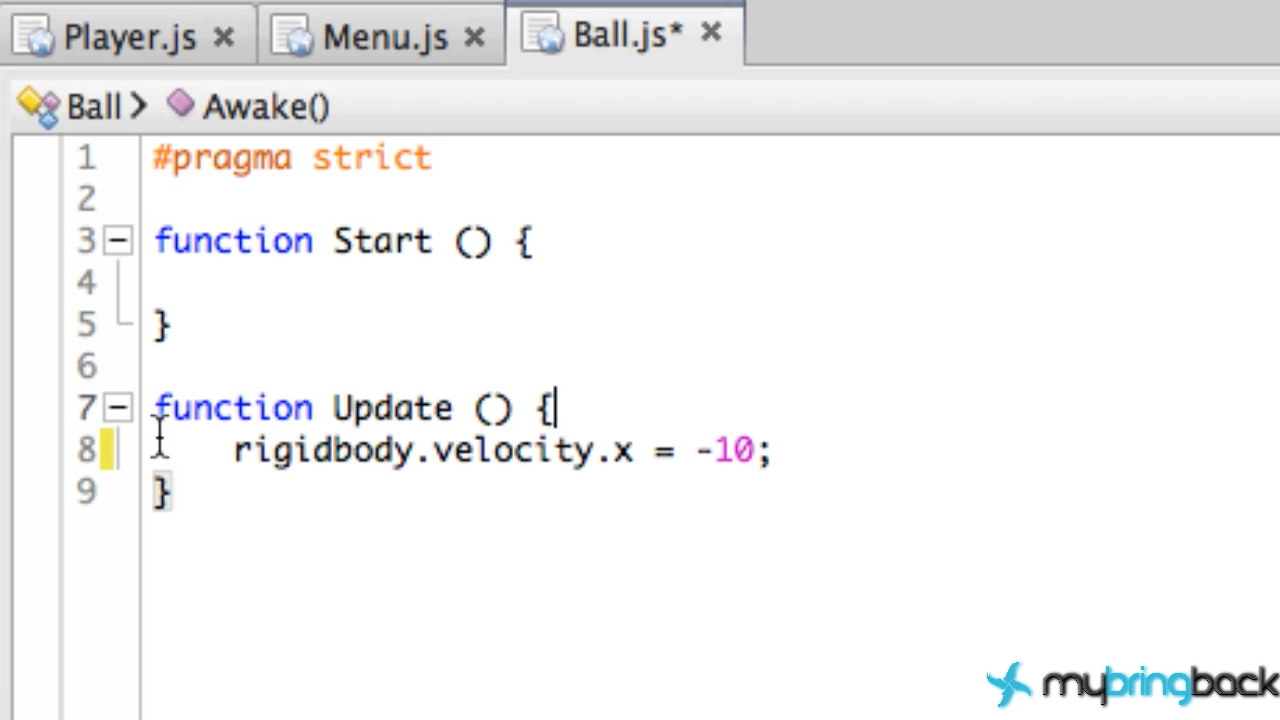 Player.js × Menu.js × Ball.js* ×
Ball > Awake()
1 #pragma strict
2
3 function Start () {
4
5 }
6
7 function Update () {
8 rigidbody.velocity.x = -10;
9 }
mybringback